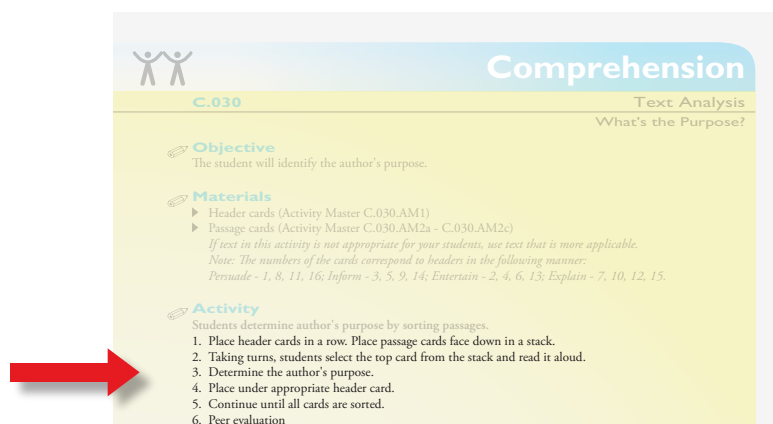 Comprehension
C.030
Text Analysis
What's the Purpose?
Objective
The student will identify the author's purpose.
Materials
Header cards (Activity Master C.030.AM1)
Passage cards (Activity Master C.030.AM2a - C.030.AM2c)
If text in this activity is not appropriate for your students, use text that is more applicable.
Note: The numbers of the cards correspond to headers in the following manner:
Persuade - 1, 8, 11, 16; Inform - 3, 5, 9, 14; Entertain - 2, 4, 6, 13; Explain - 7, 10, 12, 15.
Activity
Students determine author's purpose by sorting passages.
1. Place header cards in a row. Place passage cards face down in a stack.
2. Taking turns, students select the top card from the stack and read it aloud.
3. Determine the author's purpose.
4. Place under appropriate header card.
5. Continue until all cards are sorted.
6. Peer evaluation